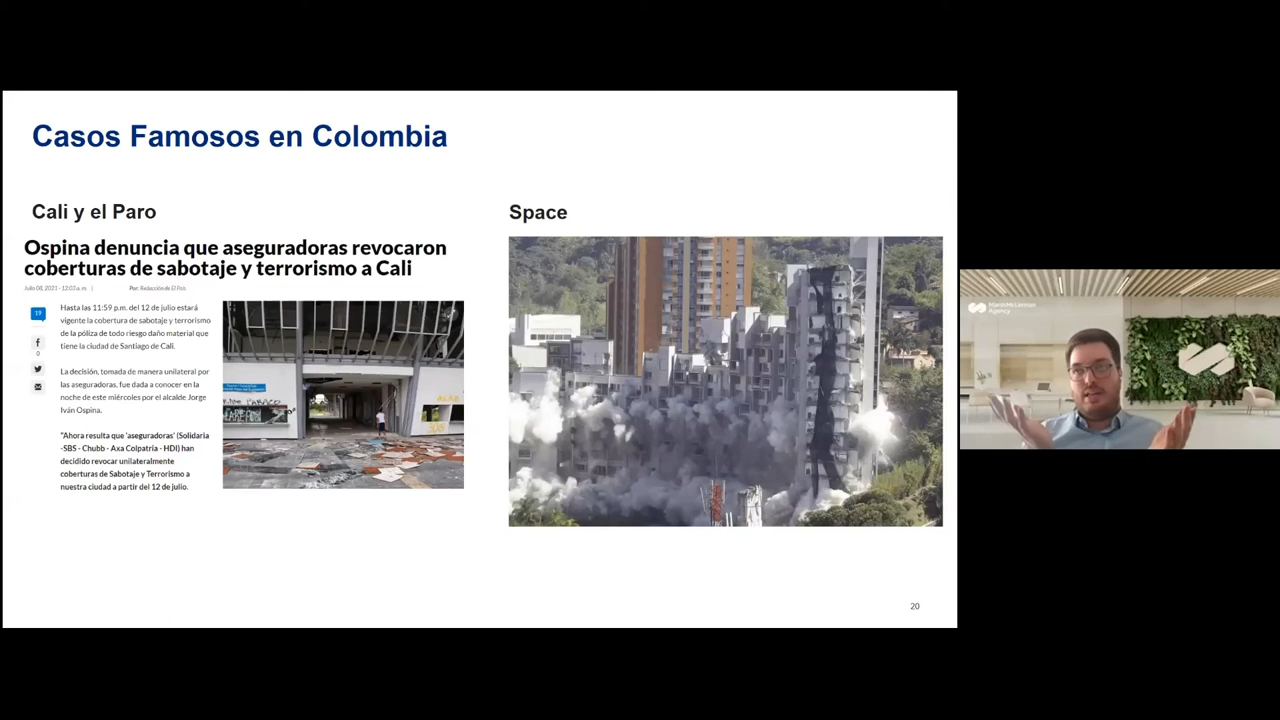 Casos Famosos en Colombia
Cali y el Paro
Ospina denuncia que aseguradoras revocaron
coberturas de sabotaje y terrorismo a Cali
Julio 08, 2021 - 12:03 a. m. | Por: Redacción de El País
19
Hasta las 11:59 p.m. del 12 de julio estará
vigente la cobertura de sabotaje y terrorismo
de la póliza de todo riesgo daño material que
tiene la ciudad de Santiago de Cali.
0
La decisión, tomada de manera unilateral por
las aseguradoras, fue dada a conocer en la
noche de este miércoles por el alcalde Jorge
Iván Ospina.
"Ahora resulta que 'aseguradoras' (Solidaria
-SBS - Chubb - Axa Colpatria - HDI) han
decidido revocar unilateralmente
coberturas de Sabotaje y Terrorismo a
nuestra ciudad a partir del 12 de julio.
Space
20
MarshMcLennan
Agency